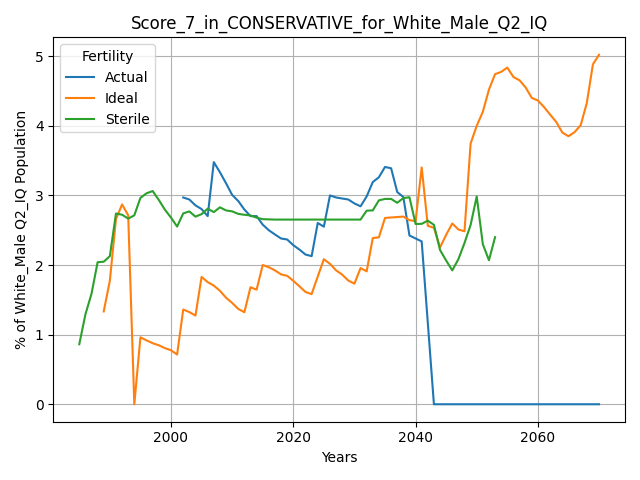 Score_7_in_CONSERVATIVE_for_White_Male_Q2_IQ
Fertility
Actual
Ideal
Sterile
% of White_Male Q2_IQ Population
5
4
3
2
1
0
2000 2020 2040 2060
Years